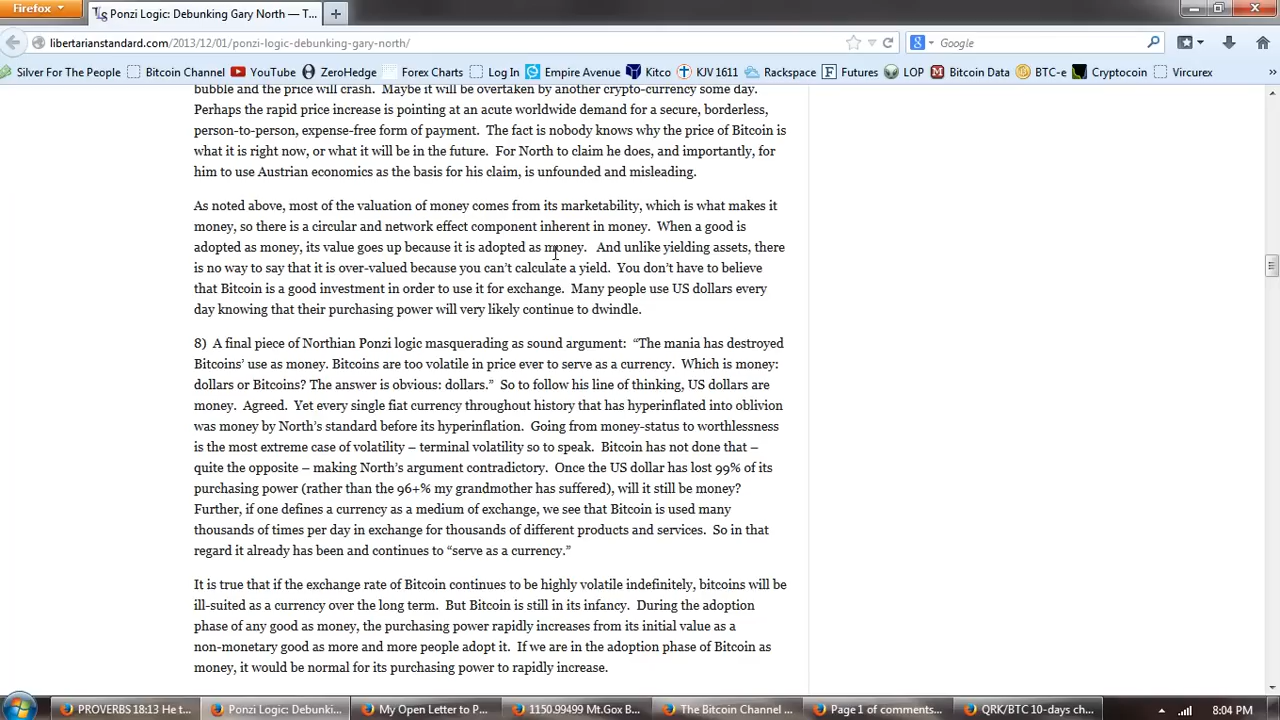 Firefox
Ponzi Logic: Debunking Gary North — T...
libertarianstandard.com/2013/12/01/ponzi-logic-debunking-gary-north/
Google
Silver For The People
Bitcoin Channel
YouTube
ZeroHedge
Forex Charts
Log In
Empire Avenue
Kitco
KJV 1611
Rackspace
Futures
LOP
Bitcoin Data
BTC-e
Cryptocoin
Vircurex
bubble and the price will crash. Maybe it will be overtaken by another crypto-currency some day.
Perhaps the rapid price increase is pointing at an acute worldwide demand for a secure, borderless,
person-to-person, expense-free form of payment. The fact is nobody knows why the price of Bitcoin is
what it is right now, or what it will be in the future. For North to claim he does, and importantly, for
him to use Austrian economics as the basis for his claim, is unfounded and misleading.
As noted above, most of the valuation of money comes from its marketability, which is what makes it
money, so there is a circular and network effect component inherent in money. When a good is
adopted as money, its value goes up because it is adopted as money. And unlike yielding assets, there
is no way to say that it is over-valued because you can't calculate a yield. You don't have to believe
that Bitcoin is a good investment in order to use it for exchange. Many people use US dollars every
day knowing that their purchasing power will very likely continue to dwindle.
8) A final piece of Northian Ponzi logic masquerading as sound argument: “The mania has destroyed
Bitcoins’ use as money. Bitcoins are too volatile in price ever to serve as a currency. Which is money:
dollars or Bitcoins? The answer is obvious: dollars.” So to follow his line of thinking, US dollars are
money. Agreed. Yet every single fiat currency throughout history that has hyperinflated into oblivion
was money by North’s standard before its hyperinflation. Going from money-status to worthlessness
is the most extreme case of volatility – terminal volatility so to speak. Bitcoin has not done that –
quite the opposite – making North’s argument contradictory. Once the US dollar has lost 99% of its
purchasing power (rather than the 96+% my grandmother has suffered), will it still be money?
Further, if one defines a currency as a medium of exchange, we see that Bitcoin is used many
thousands of times per day in exchange for thousands of different products and services. So in that
regard it already has been and continues to “serve as a currency.”
It is true that if the exchange rate of Bitcoin continues to be highly volatile indefinitely, bitcoins will be
ill-suited as a currency over the long term. But Bitcoin is still in its infancy. During the adoption
phase of any good as money, the purchasing power rapidly increases from its initial value as a
non-monetary good as more and more people adopt it. If we are in the adoption phase of Bitcoin as
money, it would be normal for its purchasing power to rapidly increase.
PROVERBS 18:13 He t...
Ponzi Logic: Debunki...
My Open Letter to P...
1150.99499 Mt.Gox B...
The Bitcoin Channel ...
Page 1 of comments...
QRK/BTC 10-days ch...
8:04 PM